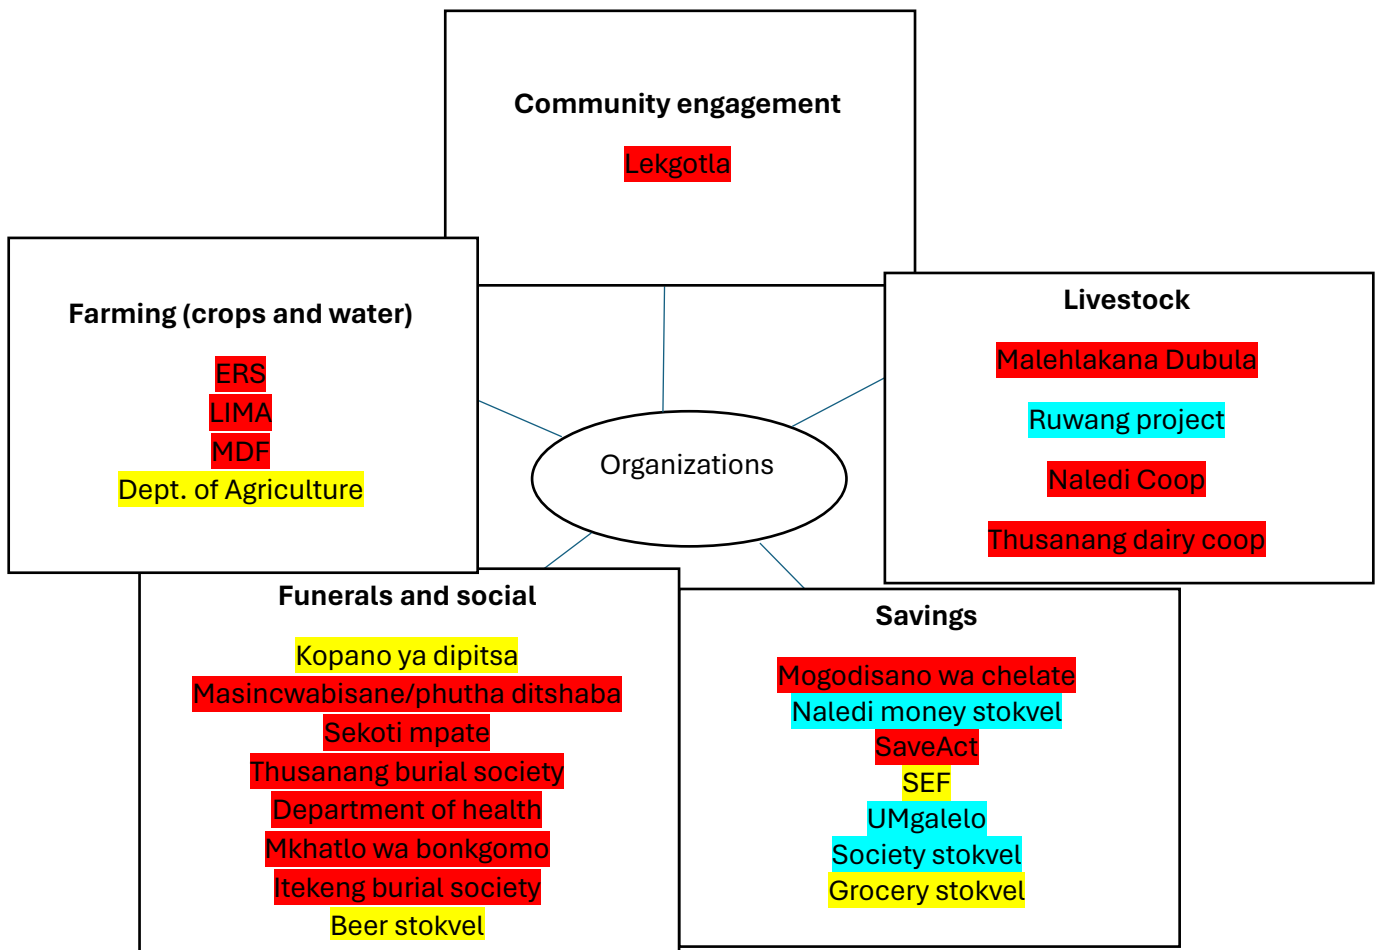 Community engagement
Lekgotla
Farming (crops and water)
ERS
LIMA
MDF
Dept. of Agriculture
Livestock
Malehlakana Dubula
Ruwang project
Naledi Coop
Thusanang dairy coop
Organizations
Funerals and social
Kopano ya dipitsa
Masincwabisane/phutha ditshaba
Sekoti mpate
Thusanang burial society
Department of health
Mkhatlo wa bonkgomo
Itekeng burial society
Beer stokvel
Savings
Mogodisano wa chelate
Naledi money stokvel
SaveAct
SEF
UMgalelo
Society stokvel
Grocery stokvel